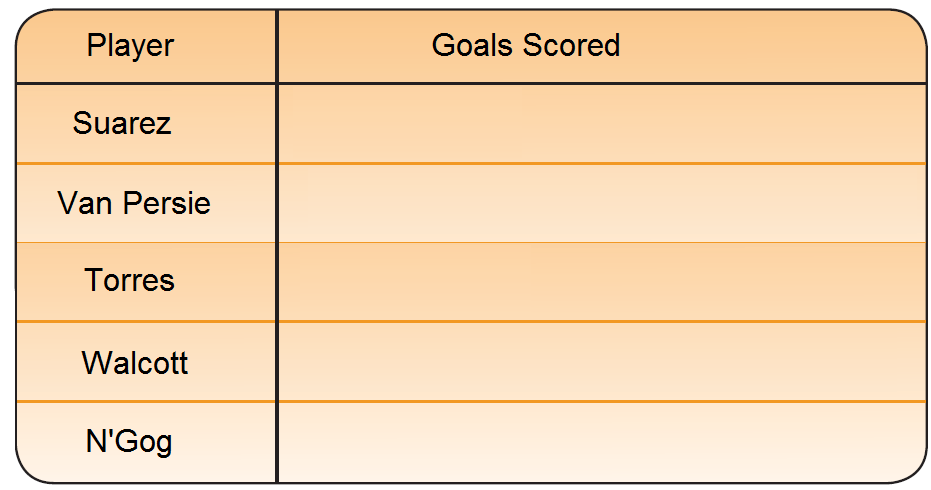 Player Goals Scored
Suarez
Van Persie
Torres
Walcott
N'Gog